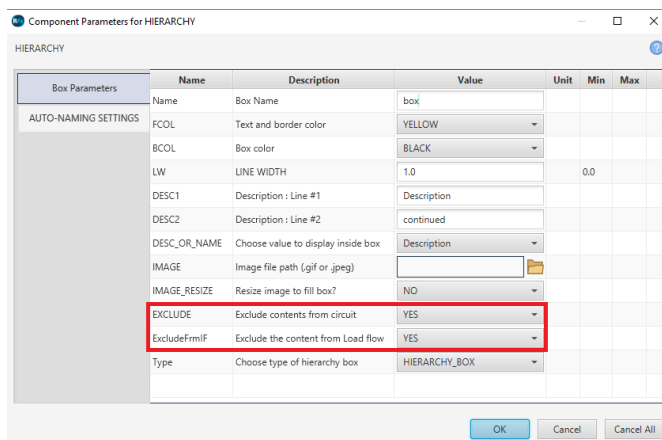 Component Parameters for HIERARCHY
HIERARCHY
Box Parameters
AUTO-NAMING SETTINGS
Name Description Value Unit Min Max
Name Box Name box
FCOL Text and border color YELLOW
BCOL Box color BLACK
LW LINE WIDTH 1.0 0.0
DESC1 Description : Line #1 Description
DESC2 Description : Line #2 continued
DESC_OR_NAME Choose value to display inside box Description
IMAGE Image file path (.gif or .jpeg)
IMAGE_RESIZE Resize image to fill box? NO
EXCLUDE Exclude contents from circuit YES
ExcludeFrmlF Exclude the content from Load flow YES
Type Choose type of hierarchy box HIERARCHY_BOX
OK Cancel Cancel All